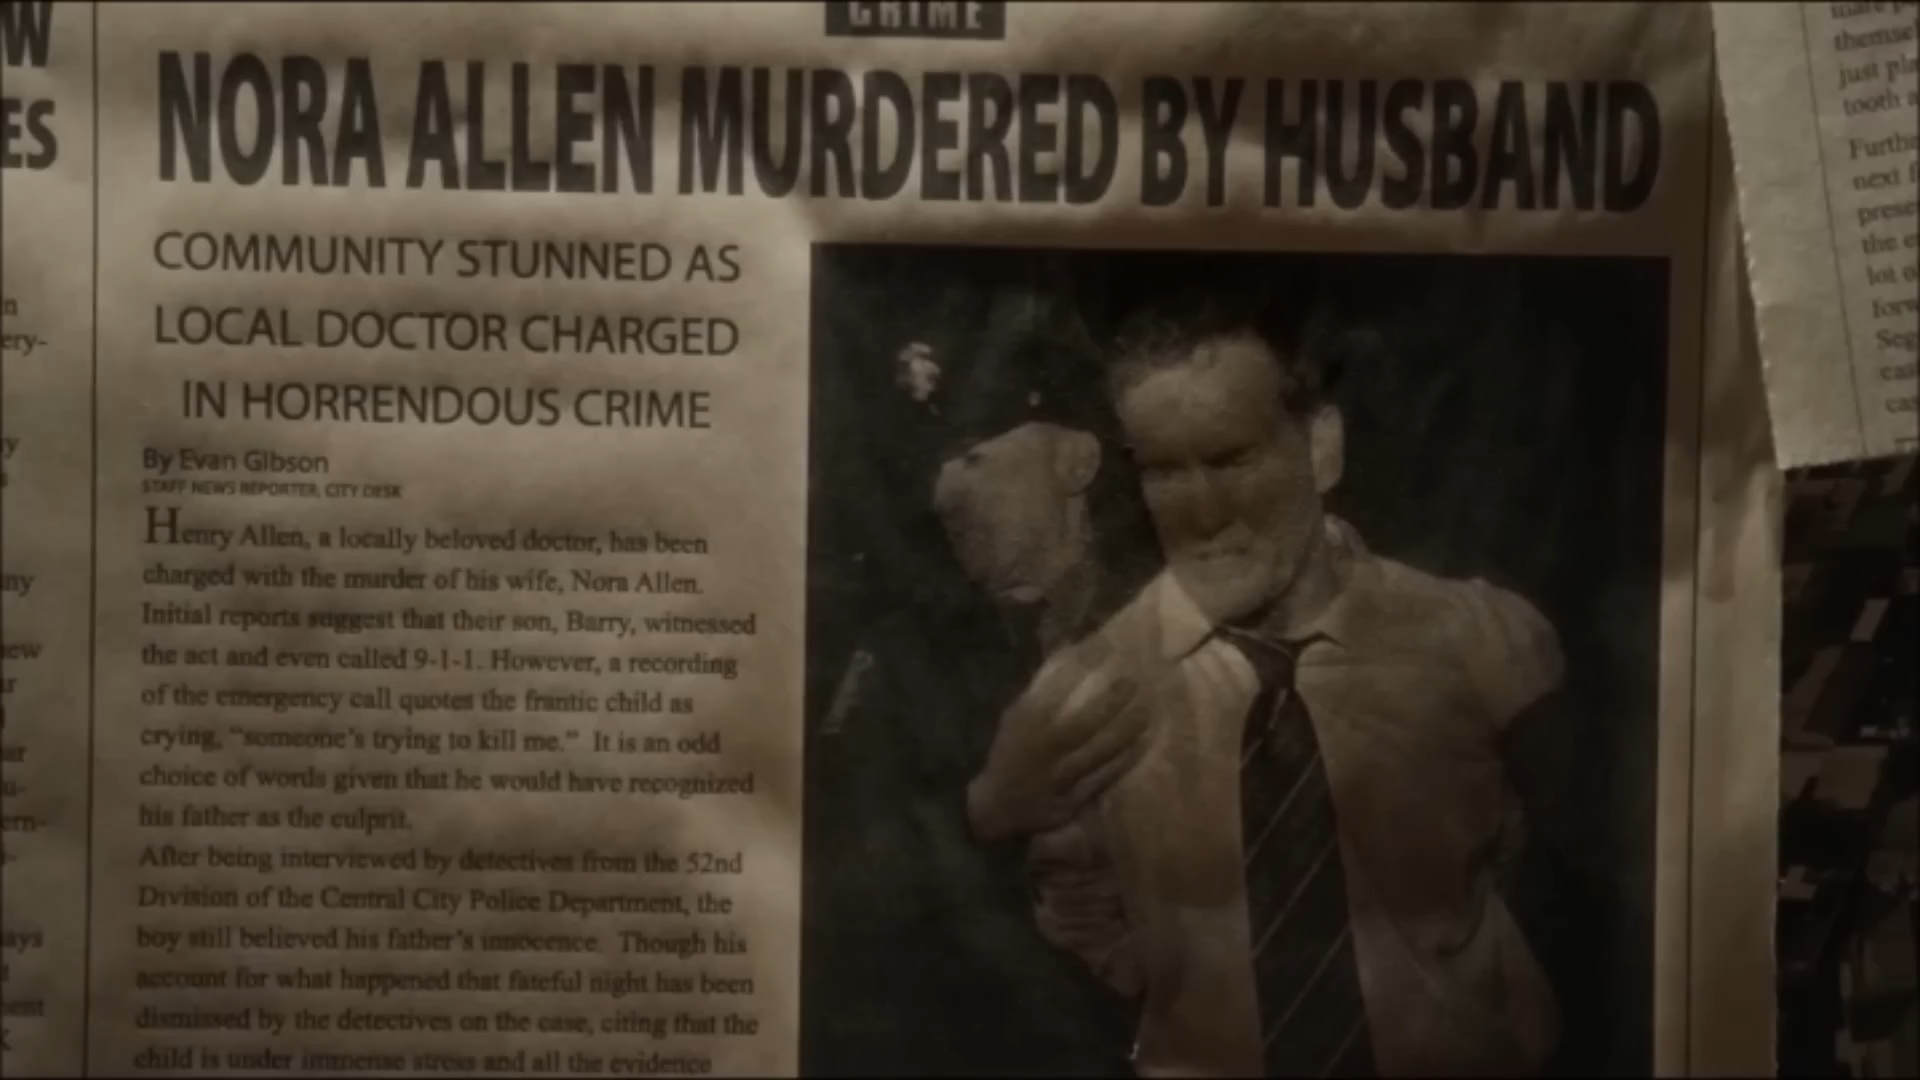 CRIME
NORA ALLEN MURDERED BY HUSBAND
COMMUNITY STUNNED AS
LOCAL DOCTOR CHARGED
IN HORRENDOUS CRIME
By Evan Gibson
STAFF NEWS REPORTER, CITY DESK
Henry Allen, a locally beloved doctor, has been
charged with the murder of his wife, Nora Allen.
Initial reports suggest that their son, Barry, witnessed
the act and even called 9-1-1. However, a recording
of the emergency call quotes the frantic child as
crying, "someone's trying to kill me." It is an odd
choice of words given that he would have recognized
his father as the culprit.
After being interviewed by detectives from the 52nd
Division of the Central City Police Department, the
boy still believed his father's innocence. Though his
account for what happened that fateful night has been
dismissed by the detectives on the case, citing that the
child is under immense stress and all the evidence
just
tooth
next
the
lot